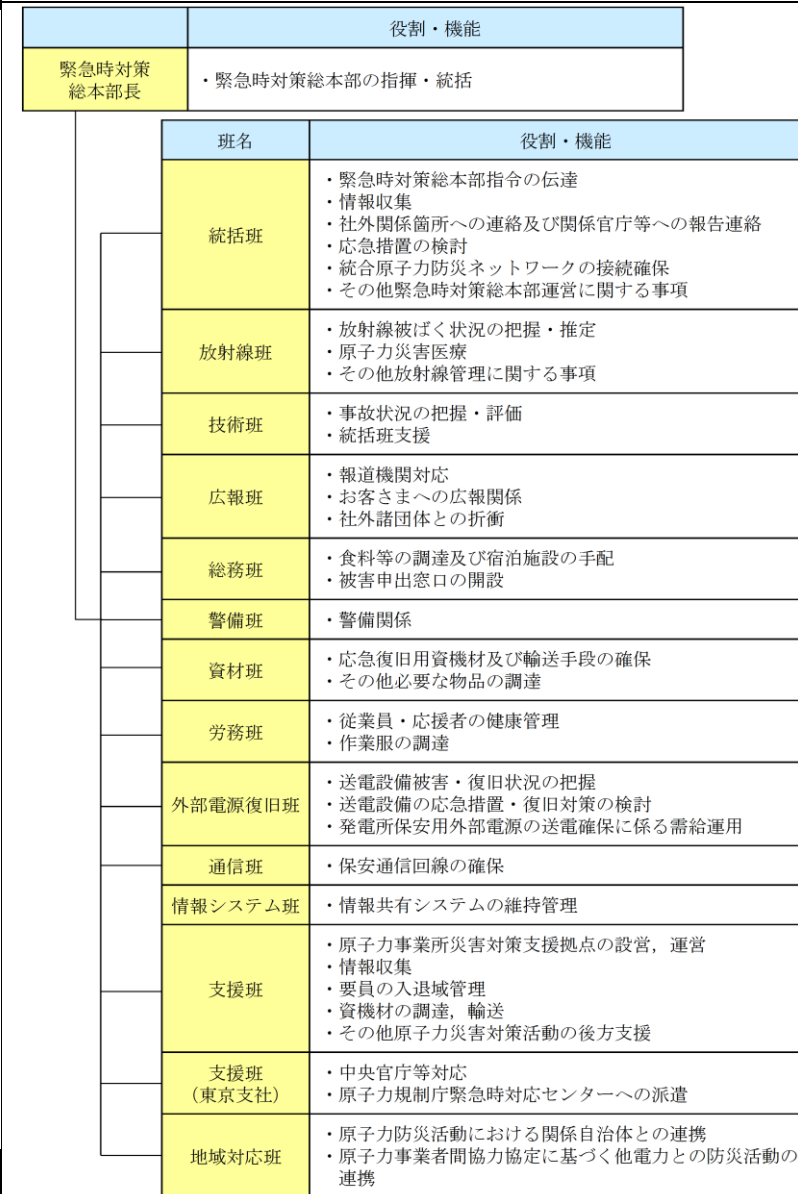 役割・機能
緊急時対策
総本部長
・緊急時対策総本部の指揮・統括
班名
役割・機能
統括班
・緊急時対策総本部指令の伝達
・情報収集
・社外関係箇所への連絡及び関係官庁等への報告連絡
・応急措置の検討
・統合原子力防災ネットワークの接続確保
・その他緊急時対策総本部運営に関する事項
放射線班
・放射線被ばく状況の把握・推定
・原子力災害医療
・その他放射線管理に関する事項
技術班
・事故状況の把握・評価
・統括班支援
広報班
・報道機関対応
・お客さまへの広報関係
・社外諸団体との折衝
総務班
・食料等の調達及び宿泊施設の手配
・被害申出窓口の開設
警備班
・警備関係
資材班
・応急復旧用資機材及び輸送手段の確保
・その他必要な物品の調達
労務班
・従業員・応援者の健康管理
・作業服の調達
外部電源復旧班
・送電設備被害・復旧状況の把握
・送電設備の応急措置・復旧対策の検討
・発電所保安用外部電源の送電確保に係る需給運用
通信班
・保安通信回線の確保
情報システム班
・情報共有システムの維持管理
支援班
・原子力事業所災害対策支援拠点の設営，運営
・情報収集
・要員の入退域管理
・資機材の調達，輸送
・その他原子力災害対策活動の後方支援
支援班
（東京支社）
・中央官庁等対応
・原子力規制庁緊急時対応センターへの派遣
地域対応班
・原子力防災活動における関係自治体との連携
・原子力事業者間協力協定に基づく他電力との防災活動の
連携